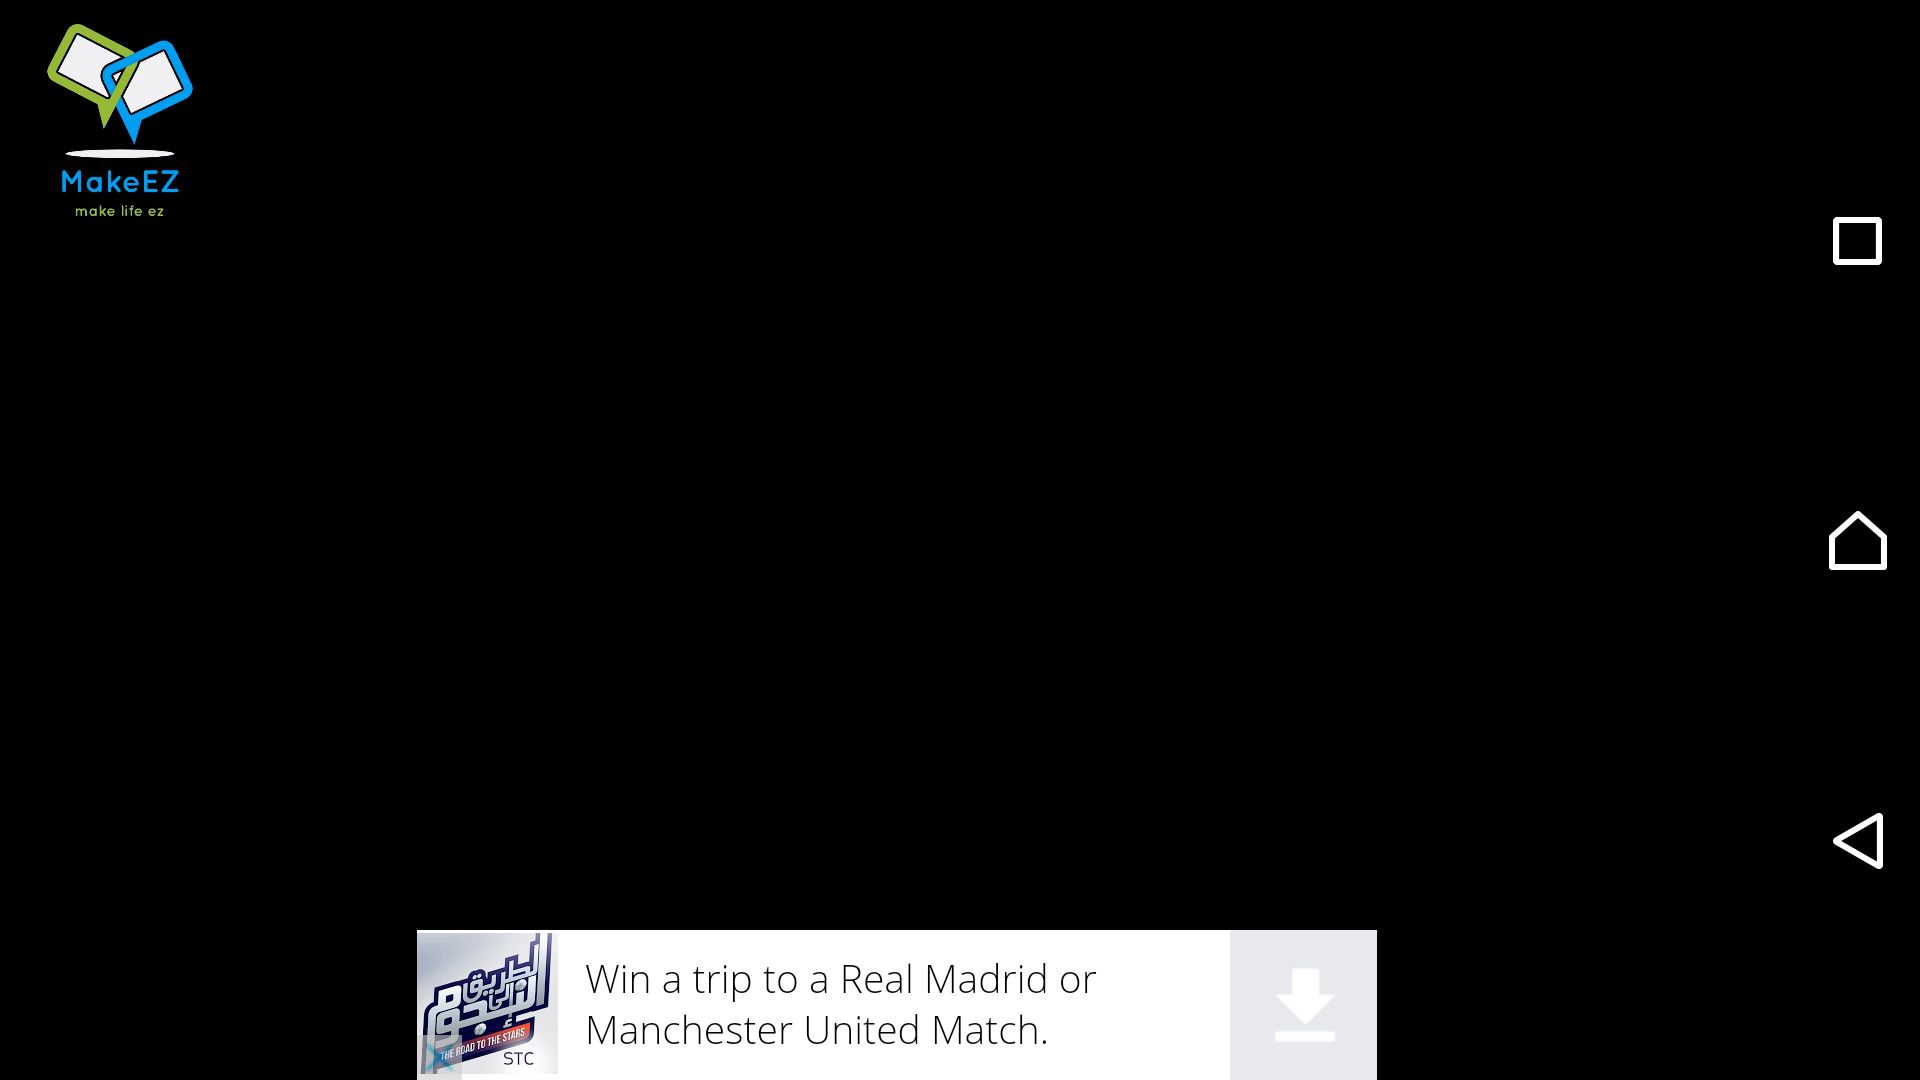 MakeEZ
make life ez
Win a trip to a Real Madrid or
Manchester United Match.
الطريق
إلى
النجوم
THE ROAD TO THE STARS
STC